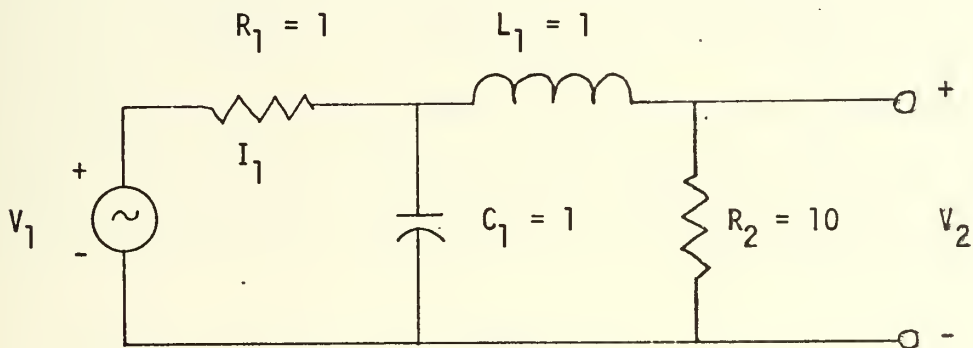 R₁ = 1
L₁ = 1
I₁
+
V₁
-
C₁ = 1
R₂ = 10
+
V₂
-